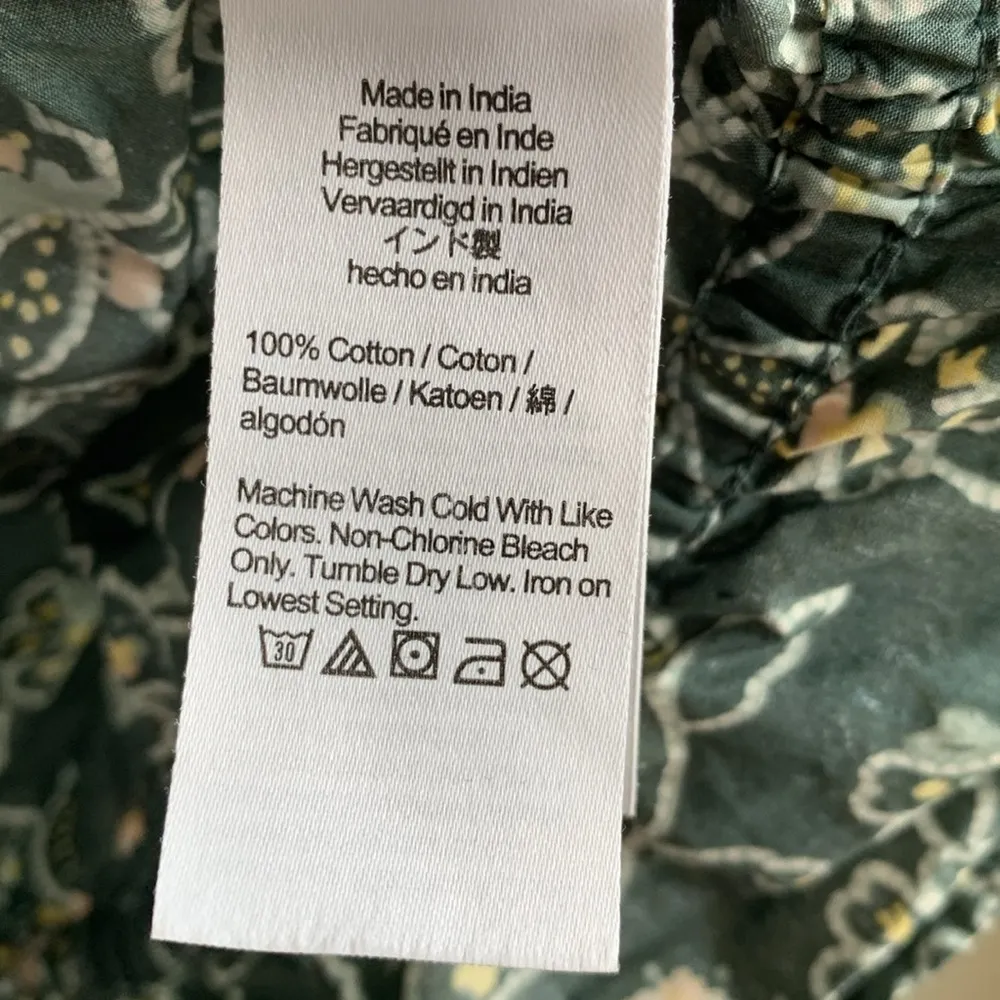 Made in India
Fabriqué en Inde
Hergestellt in Indien
Vervaardigd in India
インド製
hecho en india
100% Cotton / Coton /
Baumwolle / Katoen / 綿 /
algodón
Machine Wash Cold With Like
Colors. Non-Chlorine Bleach
Only. Tumble Dry Low. Iron on
Lowest Setting.
30